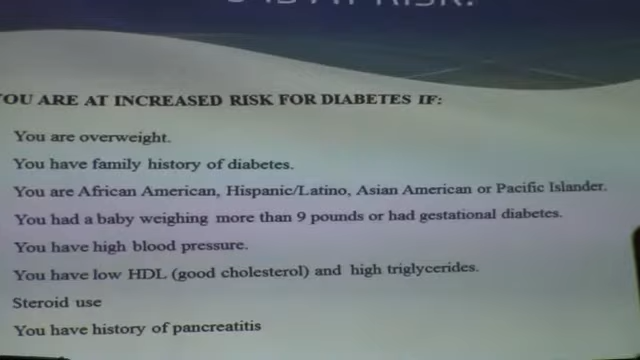 IS AT RISK?
YOU ARE AT INCREASED RISK FOR DIABETES IF:
You are overweight.
You have family history of diabetes.
You are African American, Hispanic/Latino, Asian American or Pacific Islander.
You had a baby weighing more than 9 pounds or had gestational diabetes.
You have high blood pressure.
You have low HDL (good cholesterol) and high triglycerides.
Steroid use
You have history of pancreatitis